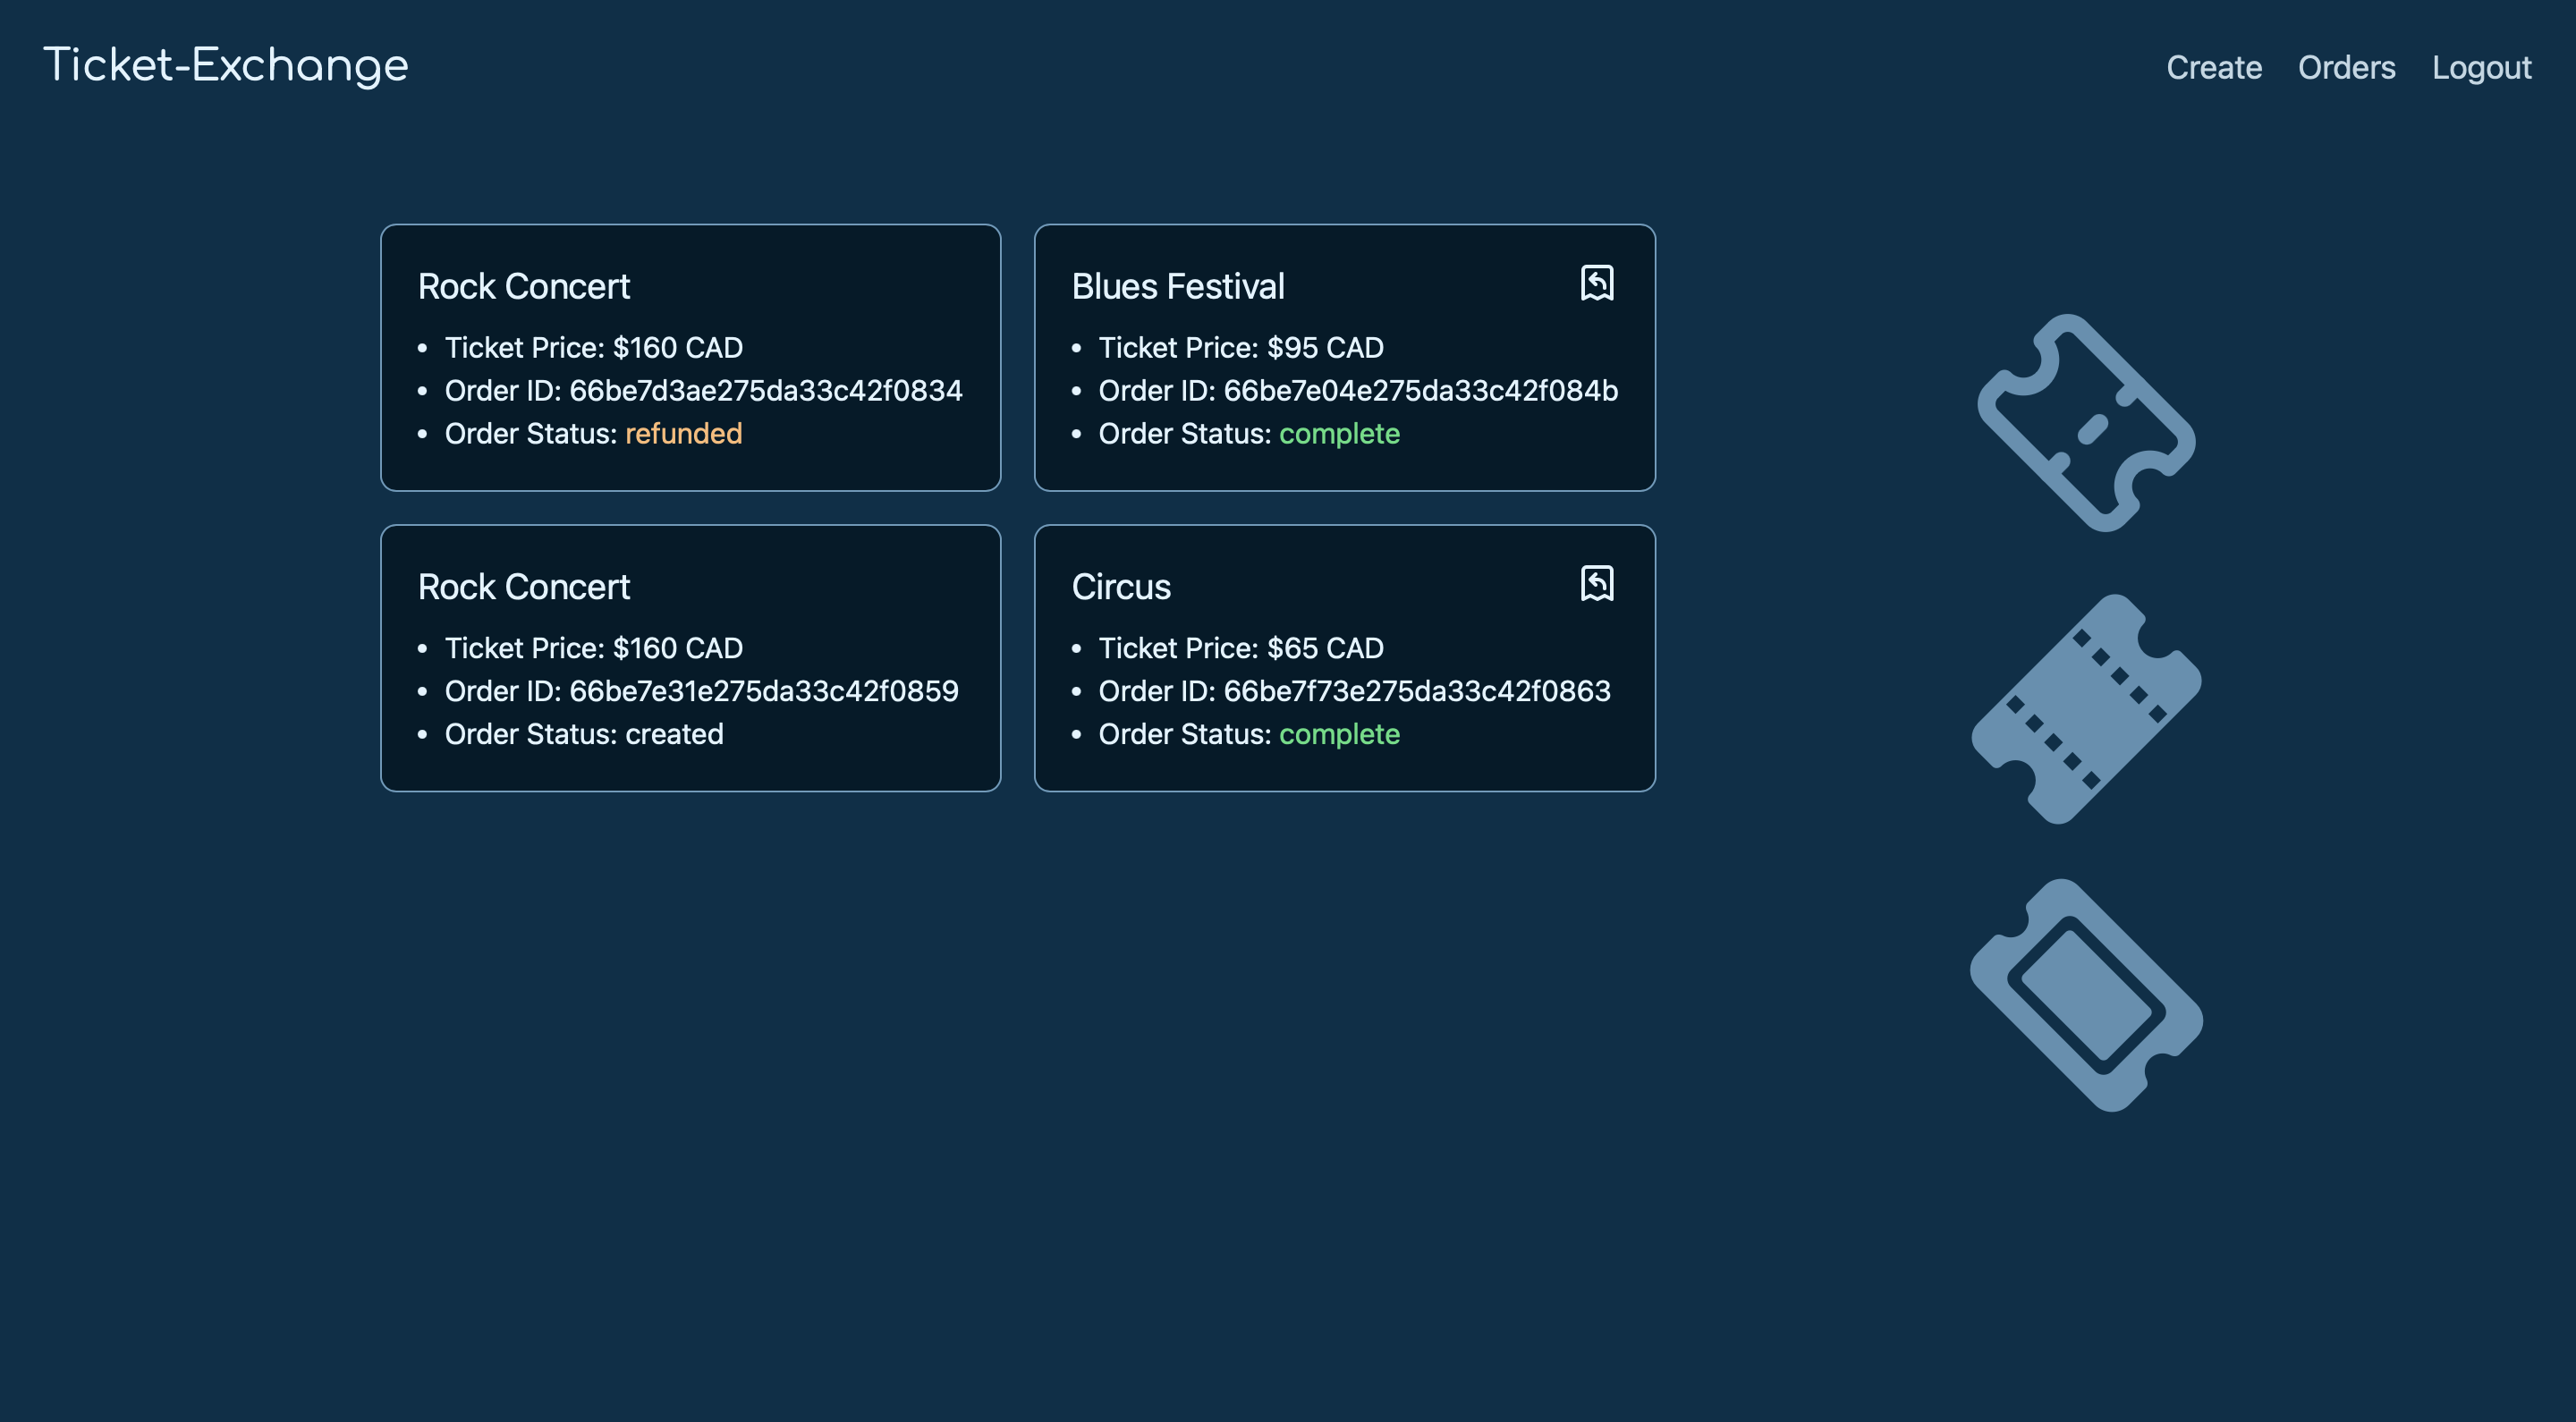 Ticket-Exchange
Create
Orders
Logout
Rock Concert
• Ticket Price: $160 CAD
• Order ID: 66be7d3ae275da33c42f0834
• Order Status: refunded
Blues Festival
• Ticket Price: $95 CAD
• Order ID: 66be7e04e275da33c42f084b
• Order Status: complete
Rock Concert
• Ticket Price: $160 CAD
• Order ID: 66be7e31e275da33c42f0859
• Order Status: created
Circus
• Ticket Price: $65 CAD
• Order ID: 66be7f73e275da33c42f0863
• Order Status: complete